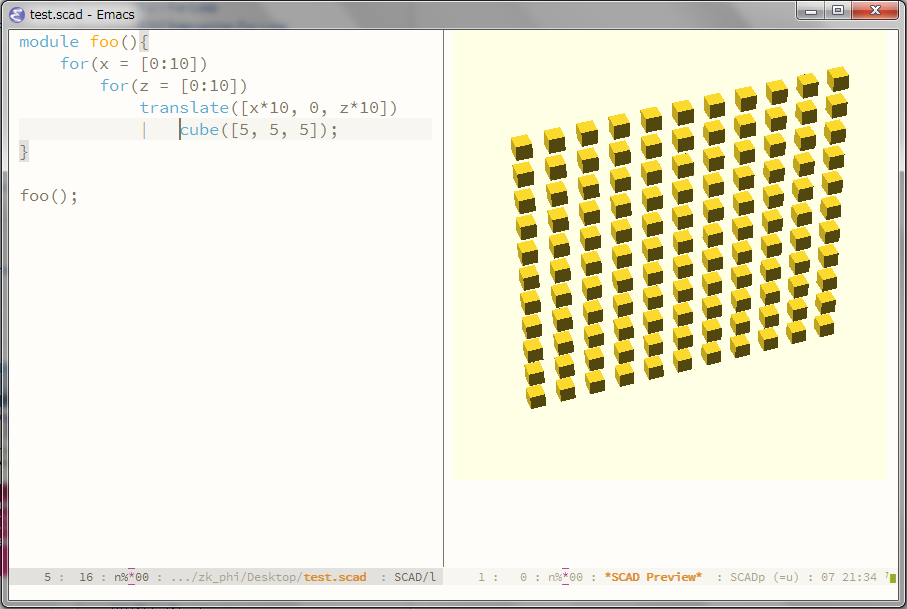 test.scad - Emacs
module foo(){
    for(x = [0:10])
        for(z = [0:10])
            translate([x*10, 0, z*10])
            |   cube([5, 5, 5]);
}
foo();
5 : 16 : n%*00 : .../zk_phi/Desktop/test.scad : SCAD/l
1 : 0 : n%*00 : *SCAD Preview* : SCADp (=u) : 07 21:34